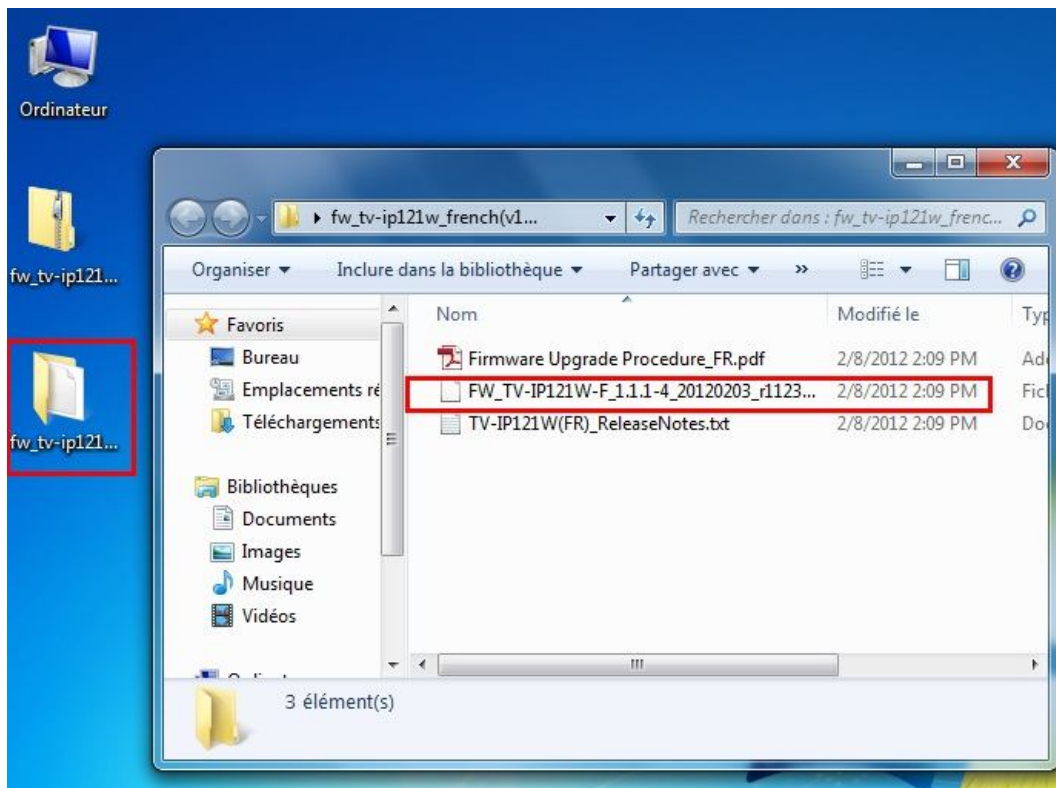 Ordinateur
fw_tv-ip121...
fw_tv-ip121...
fw_tv-ip121w_french(v1...
Rechercher dans : fw_tv-ip121w_frenc...
Organiser
Inclure dans la bibliothèque
Partager avec
»
Nom
Modifié le
Typ
Favoris
Bureau
Emplacements ré
Téléchargements
Bibliothèques
Documents
Images
Musique
Vidéos
Firmware Upgrade Procedure_FR.pdf 2/8/2012 2:09 PM Ad
FW_TV-IP121W-F_1.1.1-4_20120203_r1123... 2/8/2012 2:09 PM Fic
TV-IP121W(FR)_ReleaseNotes.txt 2/8/2012 2:09 PM Do
3 élément(s)